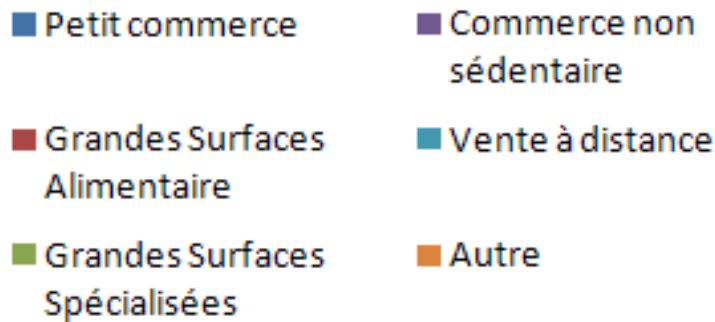 Petit commerce
Commerce non
sédentaire
Grandes Surfaces
Alimentaire
Vente à distance
Grandes Surfaces
Spécialisées
Autre